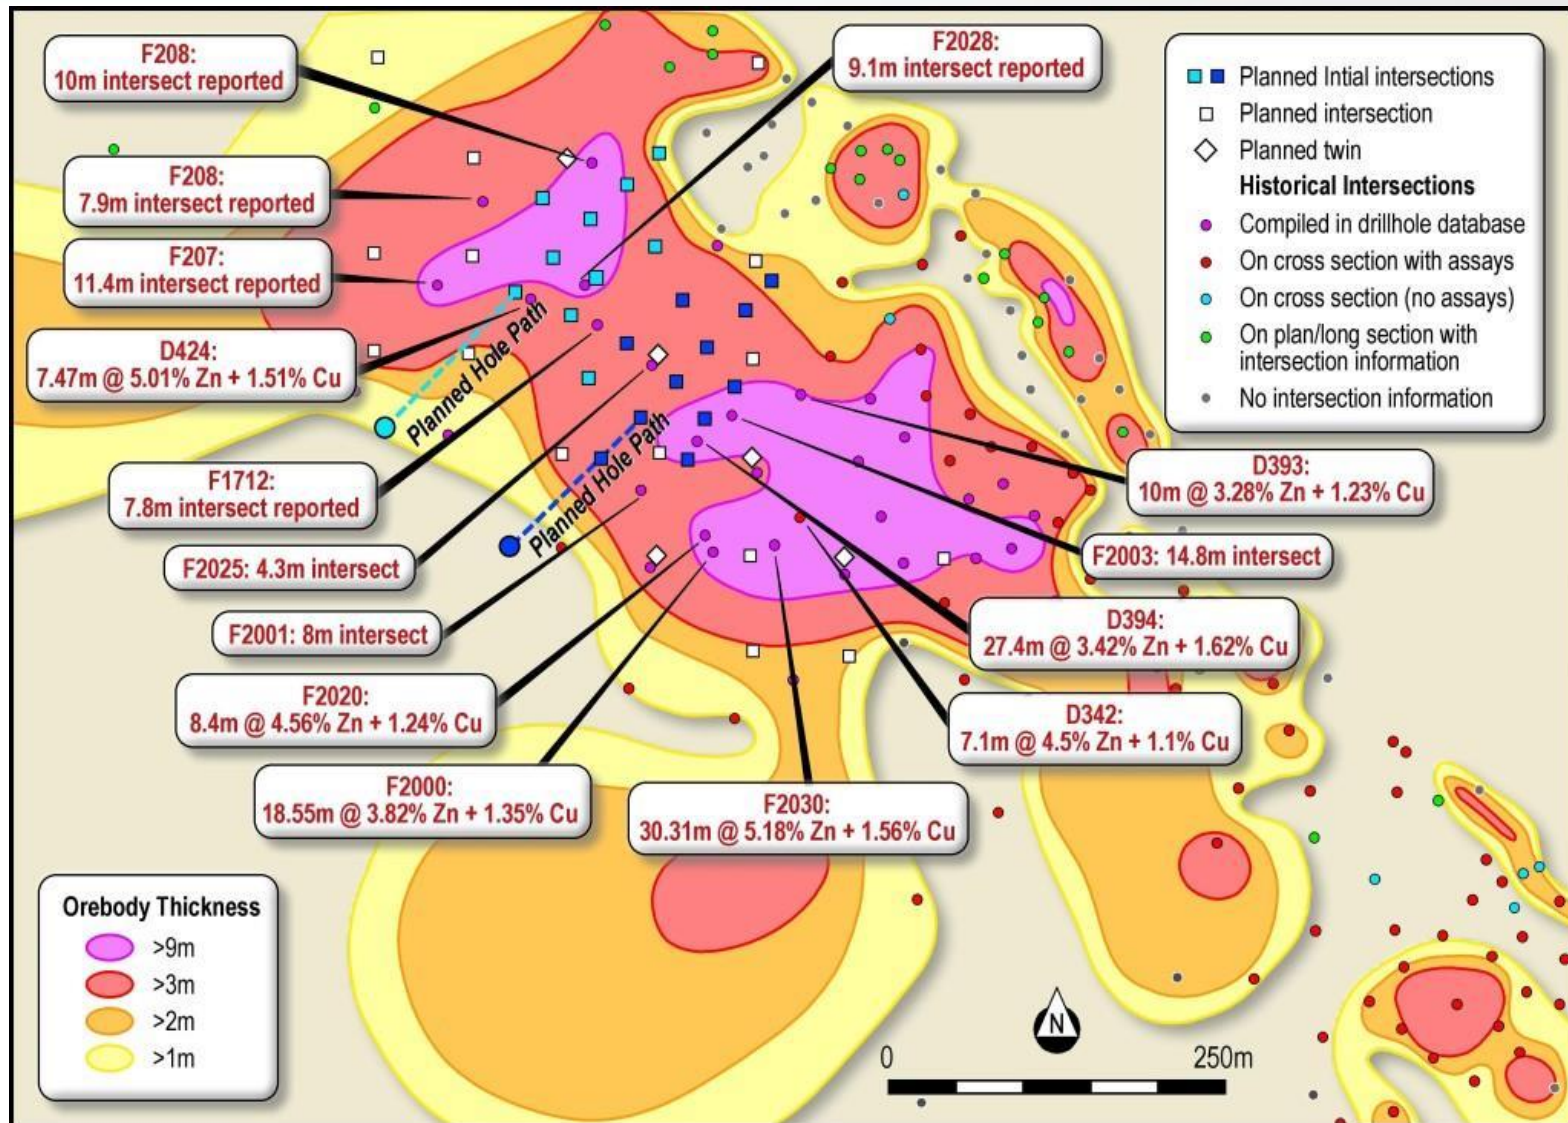 F208:
10m intersect reported
F2028:
9.1m intersect reported
F208:
7.9m intersect reported
F207:
11.4m intersect reported
D424:
7.47m @ 5.01% Zn + 1.51% Cu
Planned Hole Path
F1712:
7.8m intersect reported
Planned Hole Path
F2025: 4.3m intersect
F2001: 8m intersect
F2020:
8.4m @ 4.56% Zn + 1.24% Cu
F2000:
18.55m @ 3.82% Zn + 1.35% Cu
F2030:
30.31m @ 5.18% Zn + 1.56% Cu
D393:
10m @ 3.28% Zn + 1.23% Cu
F2003: 14.8m intersect
D394:
27.4m @ 3.42% Zn + 1.62% Cu
D342:
7.1m @ 4.5% Zn + 1.1% Cu
Planned Intial intersections
Planned intersection
Planned twin
Historical Intersections
Compiled in drillhole database
On cross section with assays
On cross section (no assays)
On plan/long section with
intersection information
No intersection information
Orebody Thickness
>9m
>3m
>2m
>1m
N
0 250m